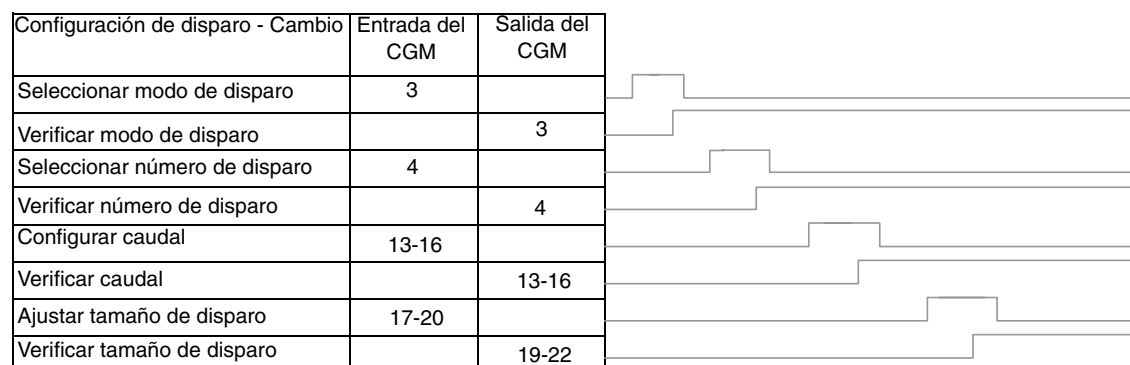 Configuración de disparo - Cambio Entrada del CGM Salida del CGM
Seleccionar modo de disparo 3
Verificar modo de disparo 3
Seleccionar número de disparo 4
Verificar número de disparo 4
Configurar caudal 13-16
Verificar caudal 13-16
Ajustar tamaño de disparo 17-20
Verificar tamaño de disparo 19-22